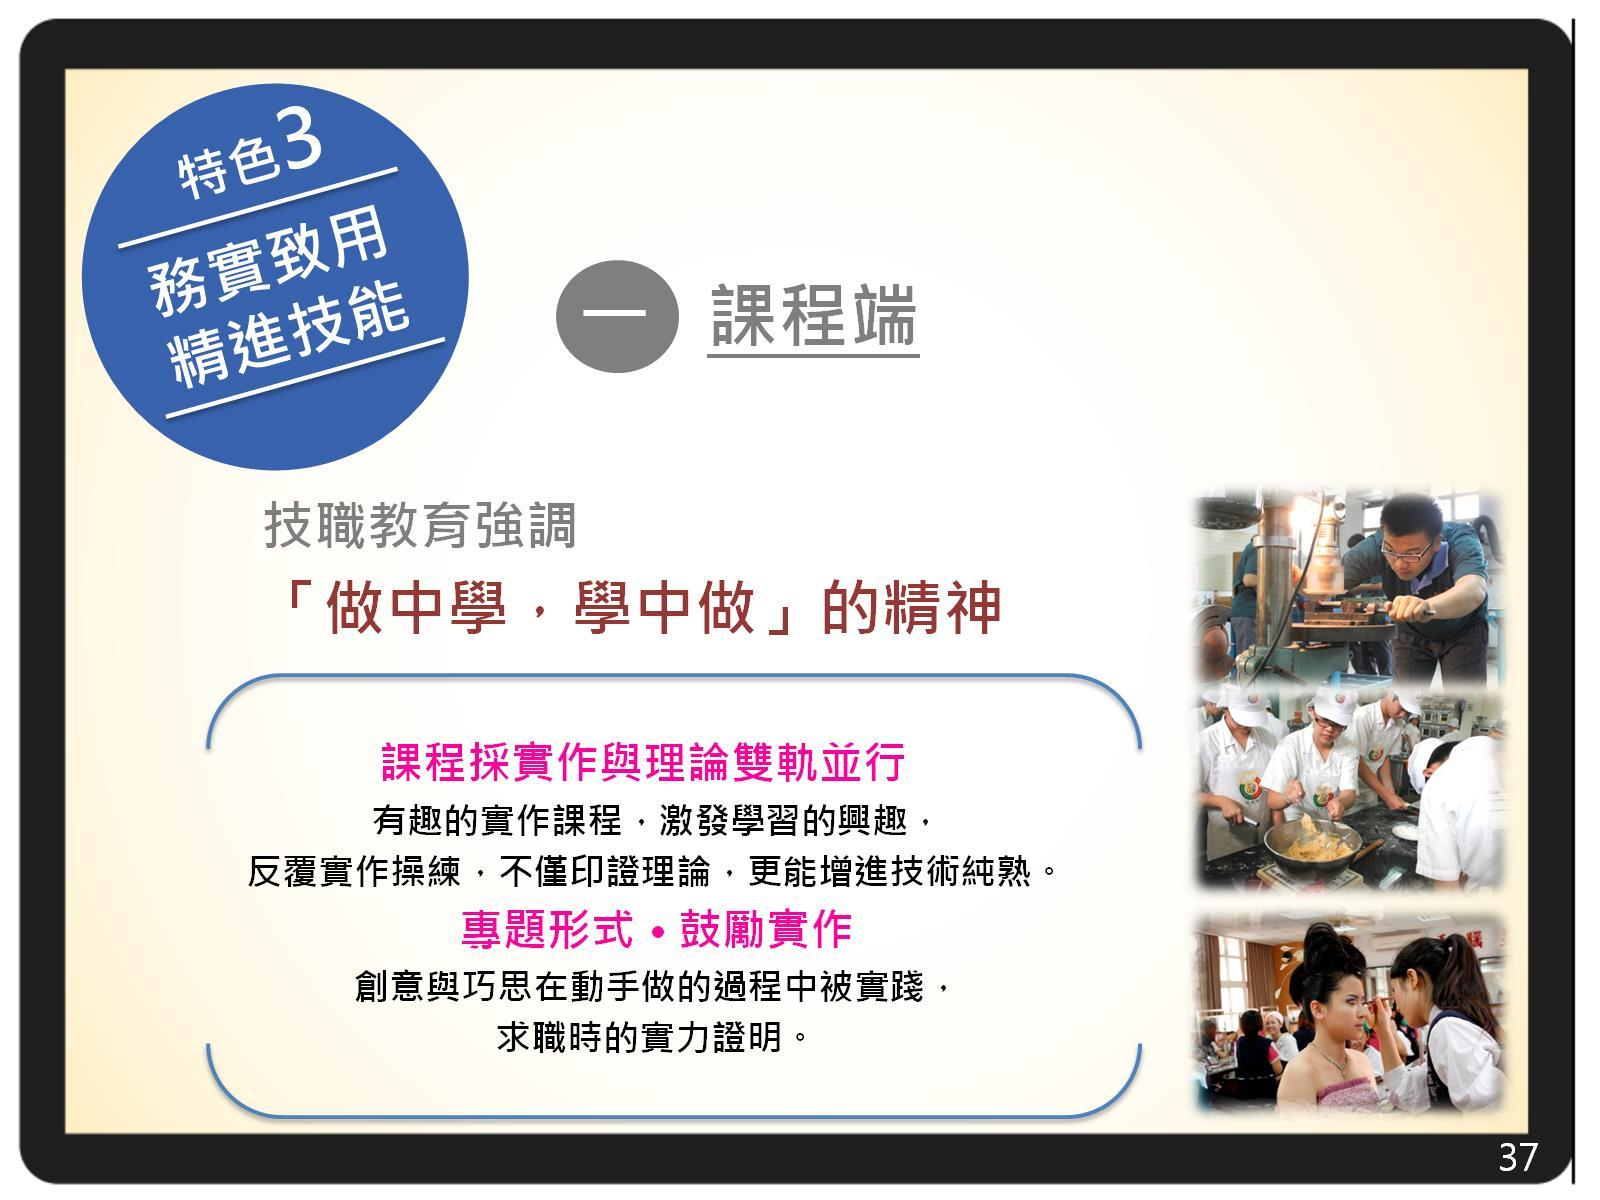 特色3
務實致用
精進技能
一 課程端
技職教育強調
「做中學，學中做」的精神
課程採實作與理論雙軌並行
有趣的實作課程，激發學習的興趣，
反覆實作操練，不僅印證理論，更能增進技術純熟。
專題形式•鼓勵實作
創意與巧思在動手做的過程中被實踐，
求職時的實力證明。
37